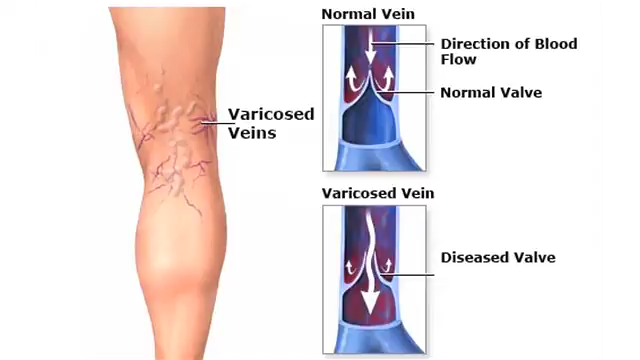 Normal Vein
Direction of Blood
Flow
Normal Valve
Varicosed
Veins
Varicosed Vein
Diseased Valve